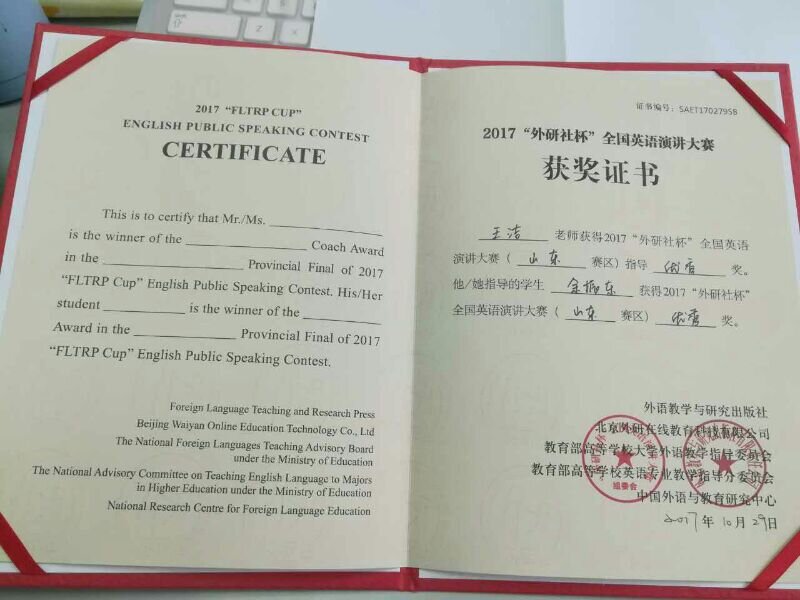 2017 “FLTRP CUP”
ENGLISH PUBLIC SPEAKING CONTEST
CERTIFICATE
This is to certify that Mr./Ms.
is the winner of the Coach Award
in the Provincial Final of 2017
“FLTRP Cup” English Public Speaking Contest. His/Her
student is the winner of the
Award in the Provincial Final of 2017
“FLTRP Cup” English Public Speaking Contest.
Foreign Language Teaching and Research Press
Beijing Waiyan Online Education Technology Co., Ltd
The National Foreign Languages Teaching Advisory Board
under the Ministry of Education
The National Advisory Committee on Teaching English Language to Majors
in Higher Education under the Ministry of Education
National Research Centre for Foreign Language Education
证书编号：SAET17027958
2017 “外研社杯” 全国英语演讲大赛
获奖证书
王洁 老师获得2017 “外研社杯” 全国英语
演讲大赛（ 山东 赛区）指导 优秀 奖。
他/她指导的学生 获得2017 “外研社杯”
全国英语演讲大赛（ 山东 赛区） 优秀 奖。
外语教学与研究出版社
北京外研在线教育科技有限公司
教育部高等学校大学外语教学指导委员会
教育部高等学校英语专业教学指导分委员会
中国外语与教育研究中心
组委会
2017年10月29日